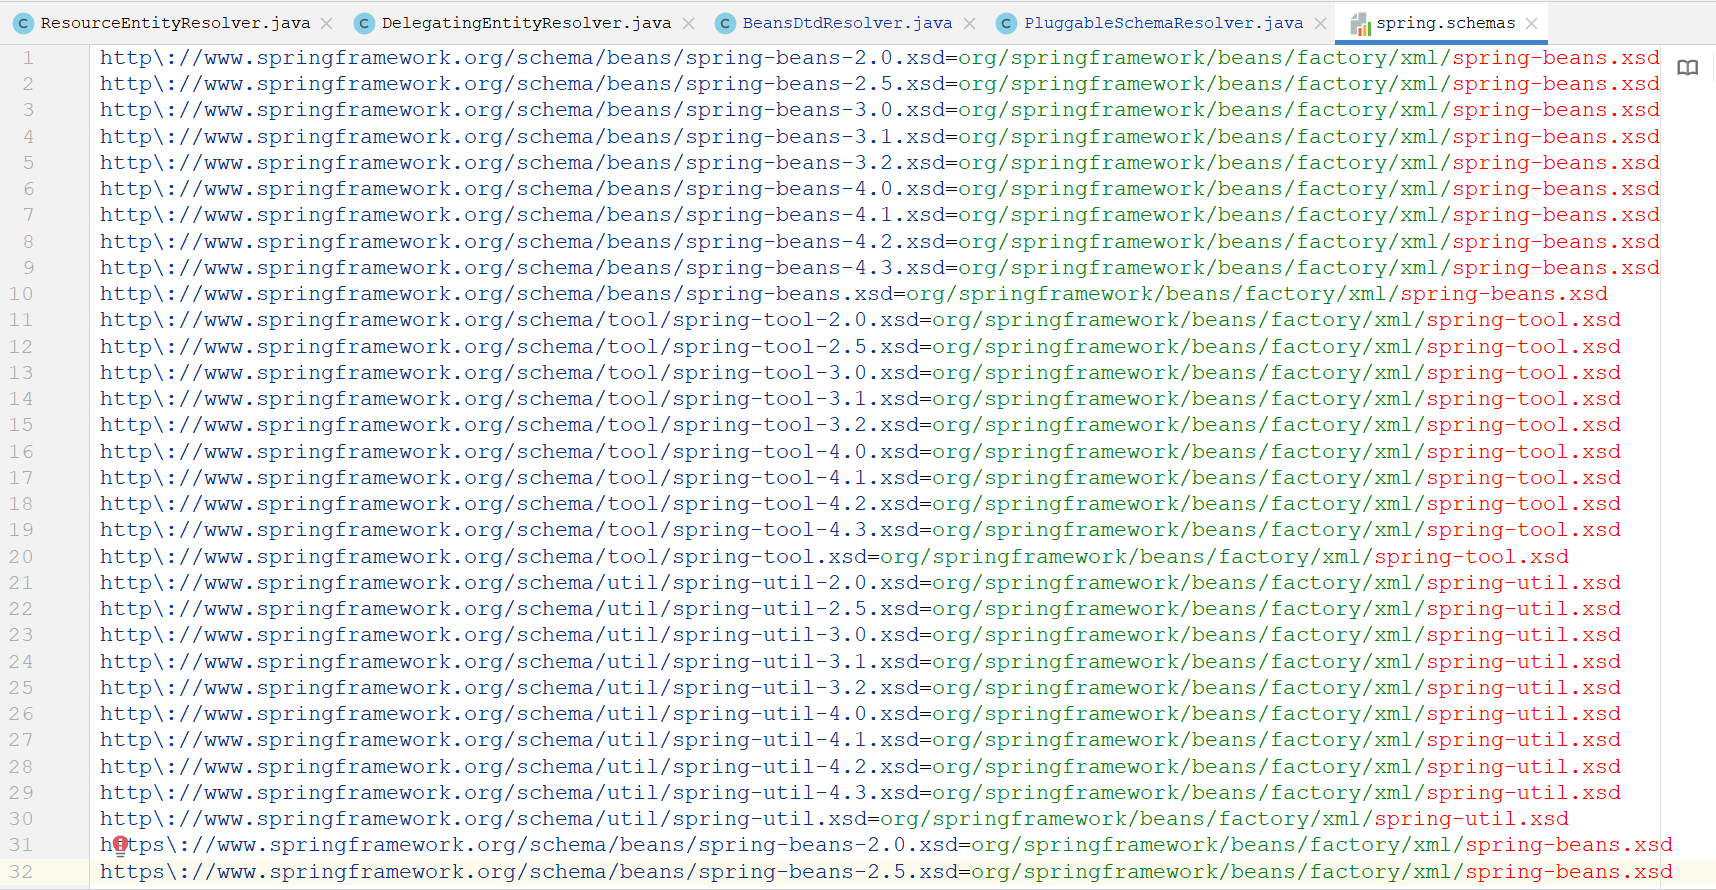 ResourceEntityResolver.java DelegatingEntityResolver.java BeansDtdResolver.java PluggableSchemaResolver.java spring.schemas
1 http\://www.springframework.org/schema/beans/spring-beans-2.0.xsd=org/springframework/beans/factory/xml/spring-beans.xsd
2 http\://www.springframework.org/schema/beans/spring-beans-2.5.xsd=org/springframework/beans/factory/xml/spring-beans.xsd
3 http\://www.springframework.org/schema/beans/spring-beans-3.0.xsd=org/springframework/beans/factory/xml/spring-beans.xsd
4 http\://www.springframework.org/schema/beans/spring-beans-3.1.xsd=org/springframework/beans/factory/xml/spring-beans.xsd
5 http\://www.springframework.org/schema/beans/spring-beans-3.2.xsd=org/springframework/beans/factory/xml/spring-beans.xsd
6 http\://www.springframework.org/schema/beans/spring-beans-4.0.xsd=org/springframework/beans/factory/xml/spring-beans.xsd
7 http\://www.springframework.org/schema/beans/spring-beans-4.1.xsd=org/springframework/beans/factory/xml/spring-beans.xsd
8 http\://www.springframework.org/schema/beans/spring-beans-4.2.xsd=org/springframework/beans/factory/xml/spring-beans.xsd
9 http\://www.springframework.org/schema/beans/spring-beans-4.3.xsd=org/springframework/beans/factory/xml/spring-beans.xsd
10 http\://www.springframework.org/schema/beans/spring-beans.xsd=org/springframework/beans/factory/xml/spring-beans.xsd
11 http\://www.springframework.org/schema/tool/spring-tool-2.0.xsd=org/springframework/beans/factory/xml/spring-tool.xsd
12 http\://www.springframework.org/schema/tool/spring-tool-2.5.xsd=org/springframework/beans/factory/xml/spring-tool.xsd
13 http\://www.springframework.org/schema/tool/spring-tool-3.0.xsd=org/springframework/beans/factory/xml/spring-tool.xsd
14 http\://www.springframework.org/schema/tool/spring-tool-3.1.xsd=org/springframework/beans/factory/xml/spring-tool.xsd
15 http\://www.springframework.org/schema/tool/spring-tool-3.2.xsd=org/springframework/beans/factory/xml/spring-tool.xsd
16 http\://www.springframework.org/schema/tool/spring-tool-4.0.xsd=org/springframework/beans/factory/xml/spring-tool.xsd
17 http\://www.springframework.org/schema/tool/spring-tool-4.1.xsd=org/springframework/beans/factory/xml/spring-tool.xsd
18 http\://www.springframework.org/schema/tool/spring-tool-4.2.xsd=org/springframework/beans/factory/xml/spring-tool.xsd
19 http\://www.springframework.org/schema/tool/spring-tool-4.3.xsd=org/springframework/beans/factory/xml/spring-tool.xsd
20 http\://www.springframework.org/schema/tool/spring-tool.xsd=org/springframework/beans/factory/xml/spring-tool.xsd
21 http\://www.springframework.org/schema/util/spring-util-2.0.xsd=org/springframework/beans/factory/xml/spring-util.xsd
22 http\://www.springframework.org/schema/util/spring-util-2.5.xsd=org/springframework/beans/factory/xml/spring-util.xsd
23 http\://www.springframework.org/schema/util/spring-util-3.0.xsd=org/springframework/beans/factory/xml/spring-util.xsd
24 http\://www.springframework.org/schema/util/spring-util-3.1.xsd=org/springframework/beans/factory/xml/spring-util.xsd
25 http\://www.springframework.org/schema/util/spring-util-3.2.xsd=org/springframework/beans/factory/xml/spring-util.xsd
26 http\://www.springframework.org/schema/util/spring-util-4.0.xsd=org/springframework/beans/factory/xml/spring-util.xsd
27 http\://www.springframework.org/schema/util/spring-util-4.1.xsd=org/springframework/beans/factory/xml/spring-util.xsd
28 http\://www.springframework.org/schema/util/spring-util-4.2.xsd=org/springframework/beans/factory/xml/spring-util.xsd
29 http\://www.springframework.org/schema/util/spring-util-4.3.xsd=org/springframework/beans/factory/xml/spring-util.xsd
30 http\://www.springframework.org/schema/util/spring-util.xsd=org/springframework/beans/factory/xml/spring-util.xsd
31 https\://www.springframework.org/schema/beans/spring-beans-2.0.xsd=org/springframework/beans/factory/xml/spring-beans.xsd
32 https\://www.springframework.org/schema/beans/spring-beans-2.5.xsd=org/springframework/beans/factory/xml/spring-beans.xsd